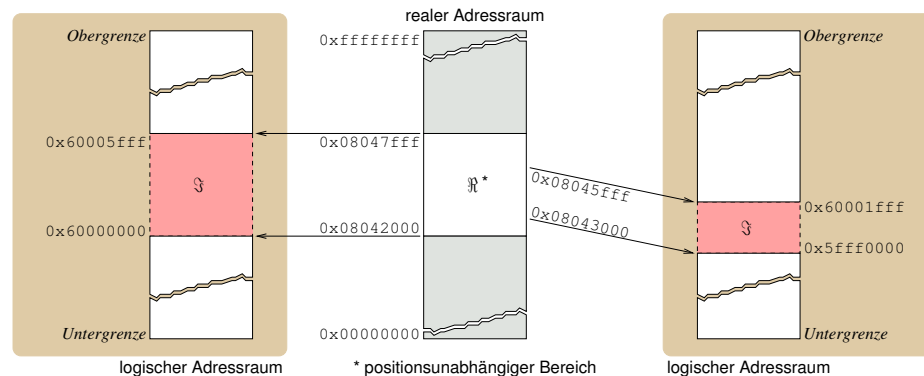 realer Adressraum
Obergrenze
0x60005fff
ℑ
0x60000000
Untergrenze
logischer Adressraum
0xffffffff
0x08047fff
ℜ*
0x08042000
0x00000000
* positionsunabhängiger Bereich
0x08045fff
0x08043000
Obergrenze
0x60001fff
ℑ
0x5fff0000
Untergrenze
logischer Adressraum